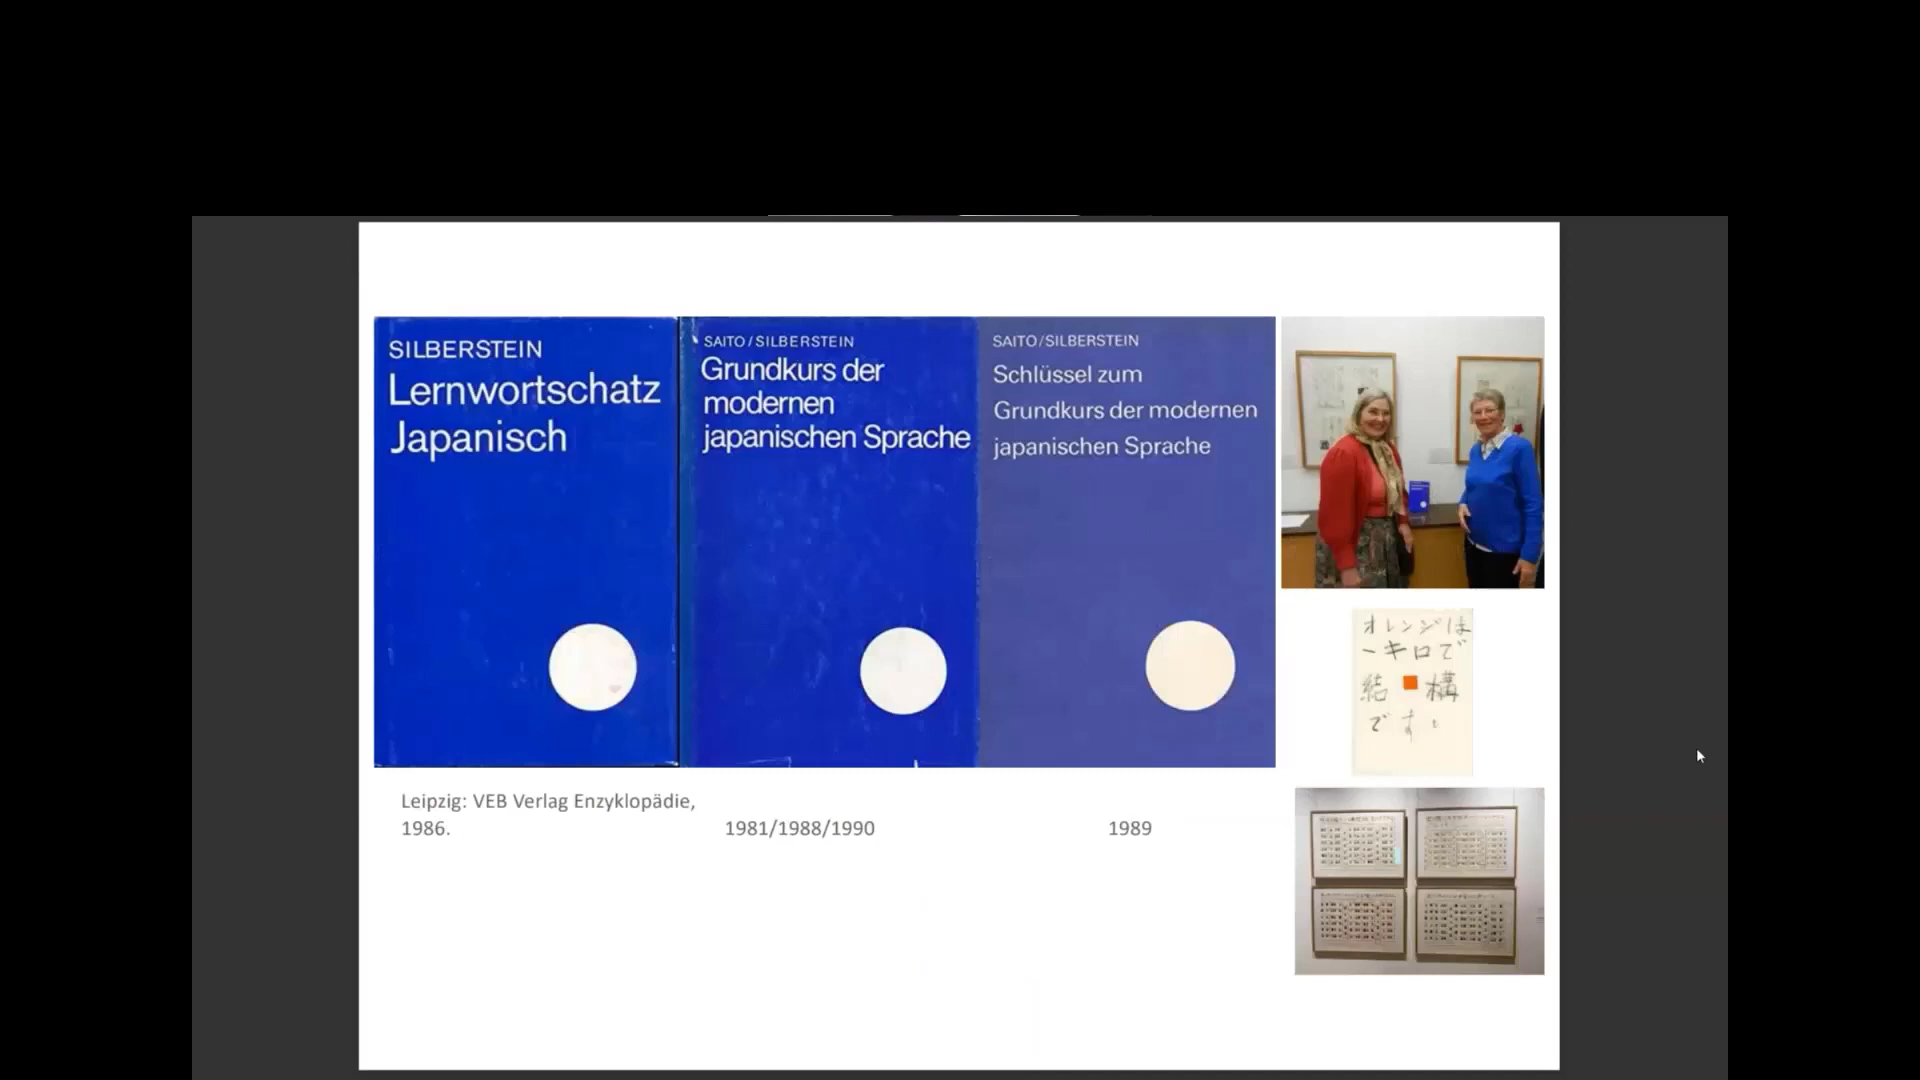 SILBERSTEIN
Lernwortschatz
Japanisch
SAITO/SILBERSTEIN
Grundkurs der
modernen
japanischen Sprache
SAITO/SILBERSTEIN
Schlüssel zum
Grundkurs der modernen
japanischen Sprache
オレンジは
一キロで
結構
です。
Leipzig: VEB Verlag Enzyklopädie,
1986.
1981/1988/1990
1989